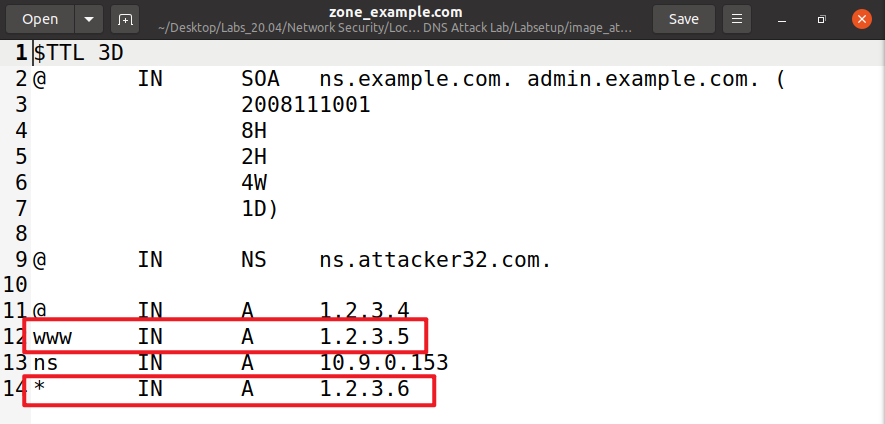 Open
zone_example.com
~/Desktop/Labs_20.04/Network Security/Loc... DNS Attack Lab/Labsetup/image_at...
Save
1 $TTL 3D
2 @ IN SOA ns.example.com. admin.example.com. (
3 2008111001
4 8H
5 2H
6 4W
7 1D)
8
9 @ IN NS ns.attacker32.com.
10
11 @ IN A 1.2.3.4
12 www IN A 1.2.3.5
13 ns IN A 10.9.0.153
14 * IN A 1.2.3.6